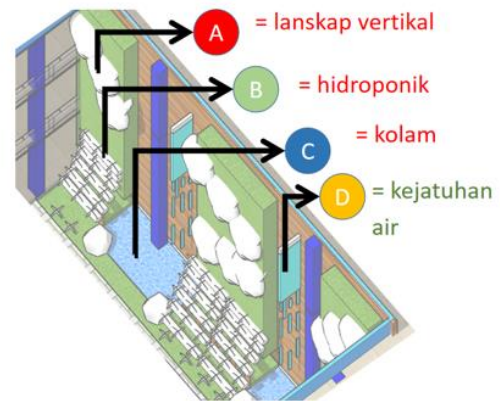 A = lanskap vertikal
B = hidroponik
C = kolam
D = kejatuhan
air